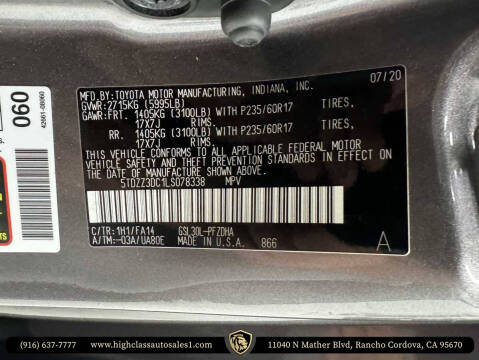 060
42661-08060
MFD.BY:TOYOTA MOTOR MANUFACTURING, INDIANA, INC. 07/20
GVWR:2715KG (5995LB)
GAWR:FRT. 1405KG (3100LB) WITH P235/60R17 TIRES,
17X7J RIMS,
RR. 1405KG (3100LB) WITH P235/60R17 TIRES,
17X7J RIMS.
THIS VEHICLE CONFORMS TO ALL APPLICABLE FEDERAL MOTOR
VEHICLE SAFETY AND THEFT PREVENTION STANDARDS IN EFFECT ON
THE DATE OF MANUFACTURE SHOWN ABOVE.
5TDZZ3DC1LS078338 MPV
C/TR:1H1/FA14 GSL30L-PFZDHA
A/TM:-03A/UA80E MADE IN U.S.A. 866 A
(916) 637-7777 www.highclassautosales1.com 11040 N Mather Blvd, Rancho Cordova, CA 95670